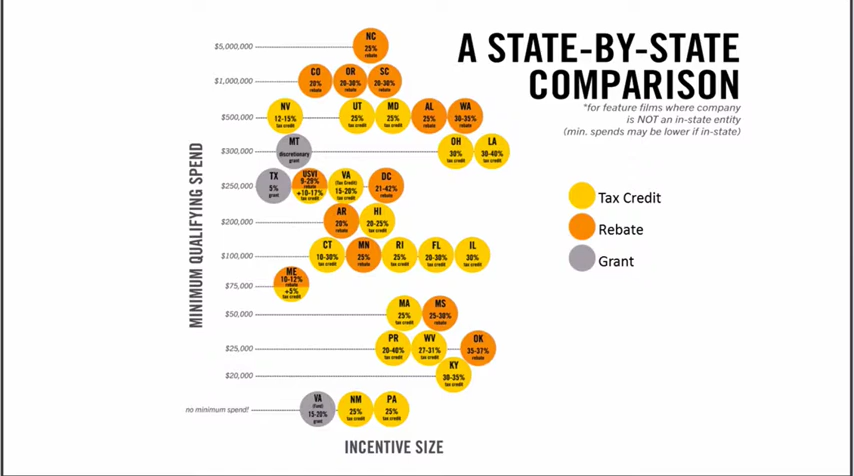 A STATE-BY-STATE
COMPARISON
*for feature films where company
is NOT an in-state entity
(min. spends may be lower if in-state)
Tax Credit
Rebate
Grant
MINIMUM QUALIFYING SPEND
$5,000,000
NC
25%
rebate
$1,000,000
CO
20%
rebate
OR
20-30%
rebate
SC
20-30%
rebate
$500,000
NV
12-15%
tax credit
UT
25%
tax credit
MD
25%
tax credit
AL
25%
rebate
WA
30-35%
rebate
$300,000
MT
discretionary
grant
OH
30%
tax credit
LA
30-40%
tax credit
$250,000
TX
5%
grant
USVI
9-29%
rebate
+10-17%
tax credit
VA
(Tax Credit)
15-20%
tax credit
DC
21-42%
rebate
$200,000
AR
20%
rebate
HI
20-25%
tax credit
$100,000
CT
10-30%
tax credit
MN
25%
rebate
RI
25%
tax credit
FL
20-30%
tax credit
IL
30%
tax credit
$75,000
ME
10-12%
rebate
+5%
tax credit
$50,000
MA
25%
tax credit
MS
25-30%
rebate
$25,000
PR
20-40%
tax credit
WV
27-31%
tax credit
OK
35-37%
rebate
$20,000
KY
30-35%
tax credit
no minimum spend!
VA
(Fund)
15-20%
grant
NM
25%
tax credit
PA
25%
tax credit
INCENTIVE SIZE